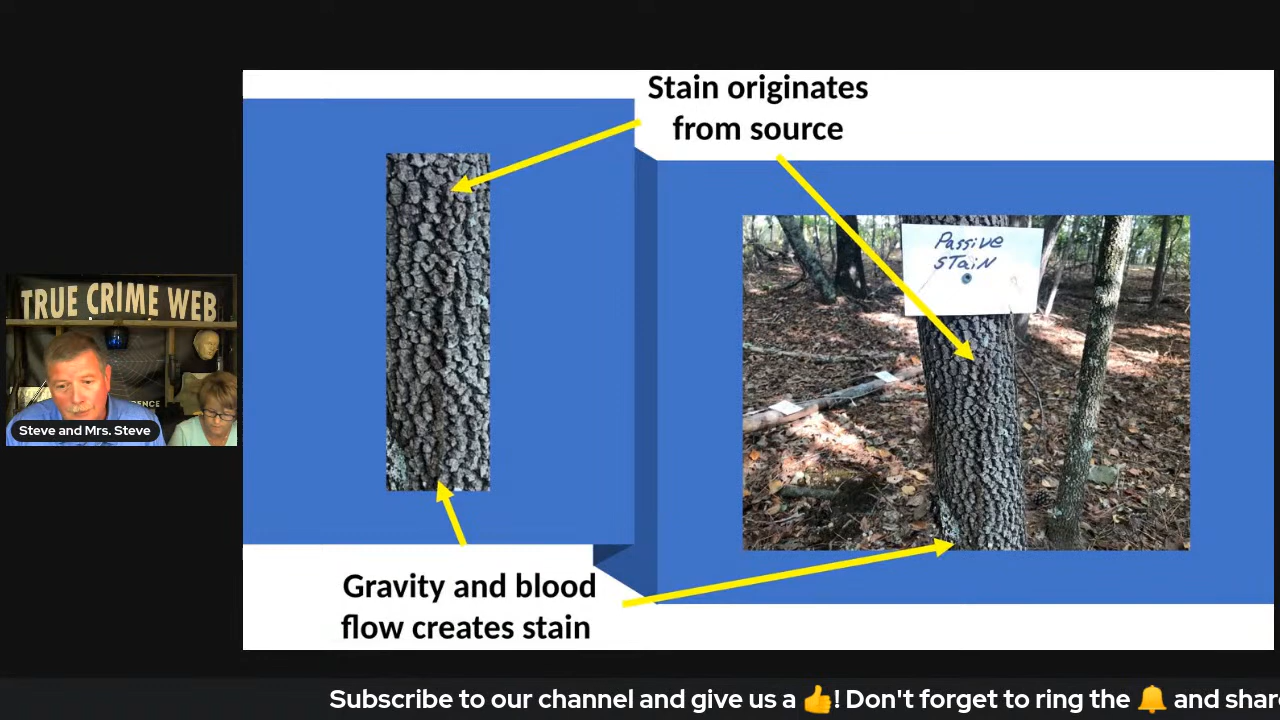 Stain originates
from source
Passive
STaiN
TRUE CRIME WEB
Steve and Mrs. Steve
Gravity and blood
flow creates stain
Subscribe to our channel and give us a 👍! Don't forget to ring the 🔔 and shar